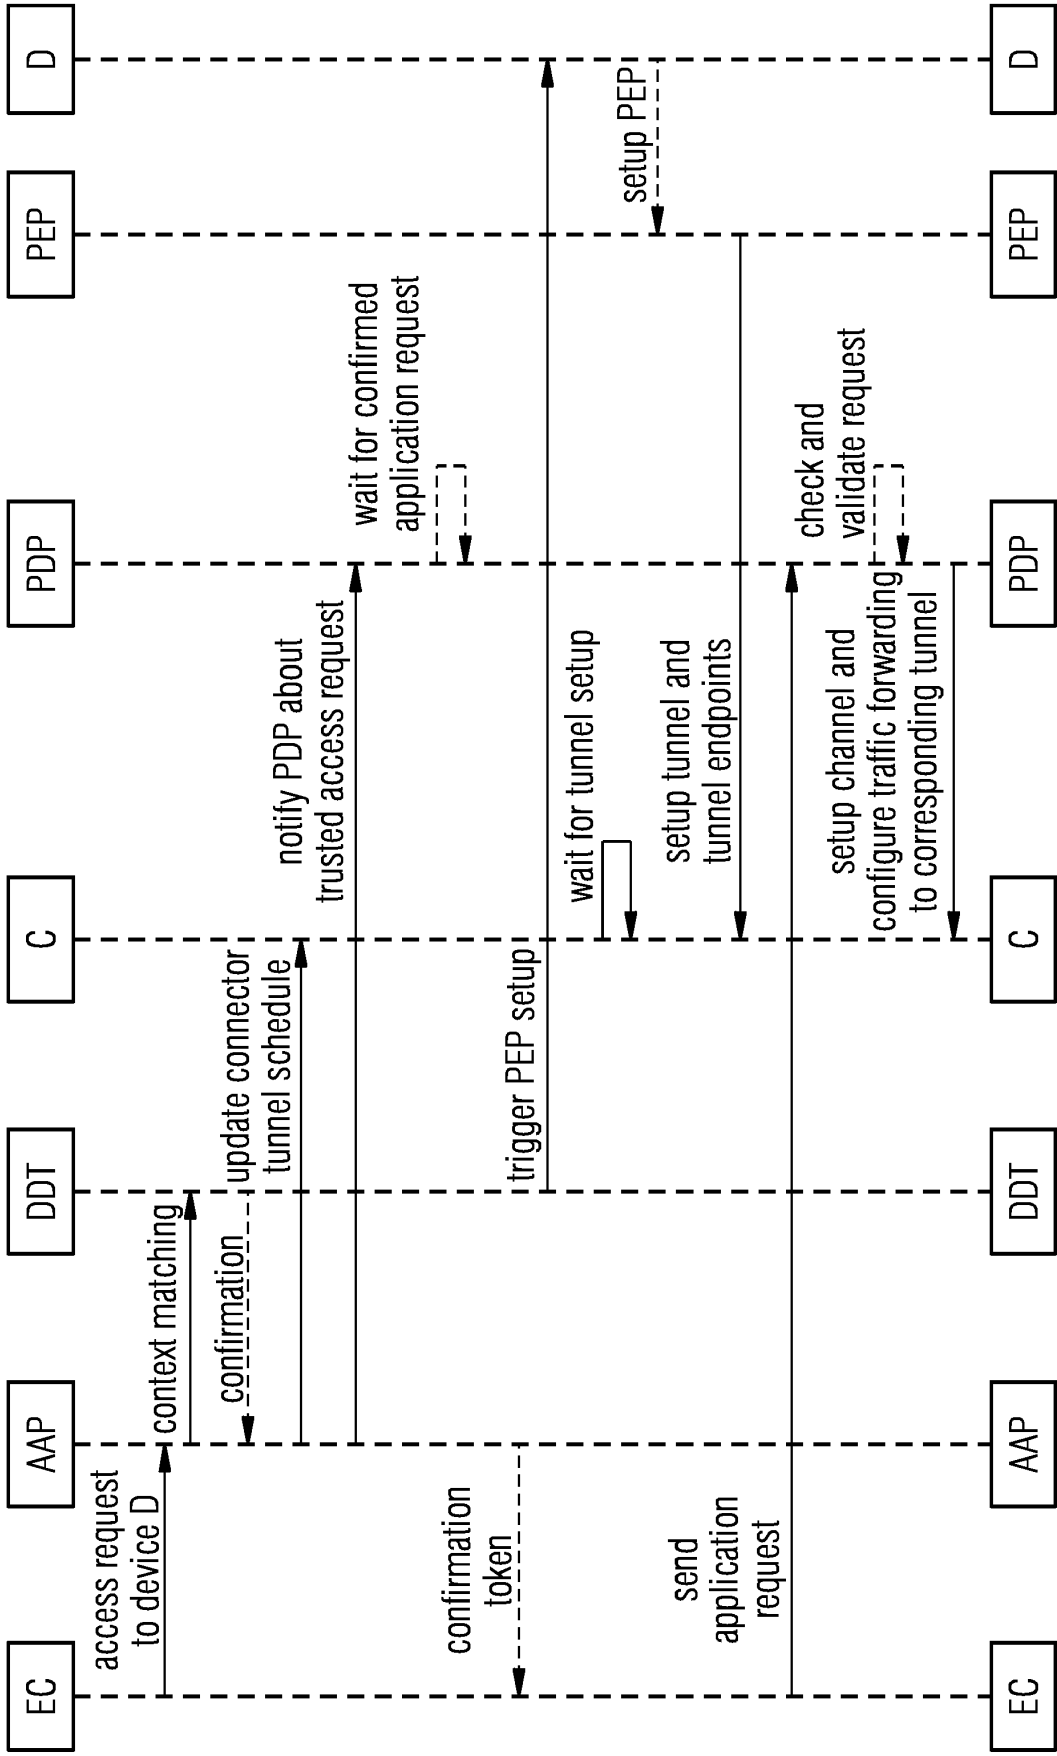 EC
AAP
DDT
C
PDP
PEP
D
access request
to device D
context matching
confirmation
update connector
tunnel schedule
notify PDP about
trusted access request
wait for confirmed
application request
confirmation
token
trigger PEP setup
wait for tunnel setup
setup PEP
setup tunnel and
tunnel endpoints
send
application
request
check and
validate request
setup channel and
configure traffic forwarding
to corresponding tunnel
EC
AAP
DDT
C
PDP
PEP
D